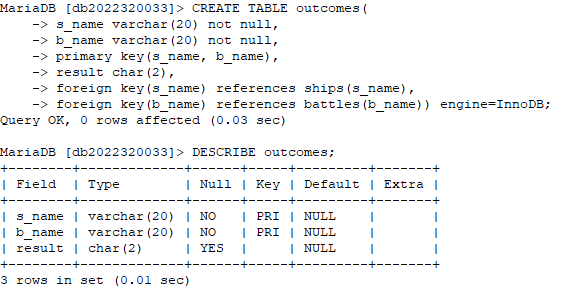 MariaDB [db2022320033]> CREATE TABLE outcomes(
    -> s_name varchar(20) not null,
    -> b_name varchar(20) not null,
    -> primary key(s_name, b_name),
    -> result char(2),
    -> foreign key(s_name) references ships(s_name),
    -> foreign key(b_name) references battles(b_name)) engine=InnoDB;
Query OK, 0 rows affected (0.03 sec)

MariaDB [db2022320033]> DESCRIBE outcomes;
+--------+-------------+------+-----+---------+-------+
| Field  | Type        | Null | Key | Default | Extra |
+--------+-------------+------+-----+---------+-------+
| s_name | varchar(20) | NO   | PRI | NULL    |       |
| b_name | varchar(20) | NO   | PRI | NULL    |       |
| result | char(2)     | YES  |     | NULL    |       |
+--------+-------------+------+-----+---------+-------+
3 rows in set (0.01 sec)